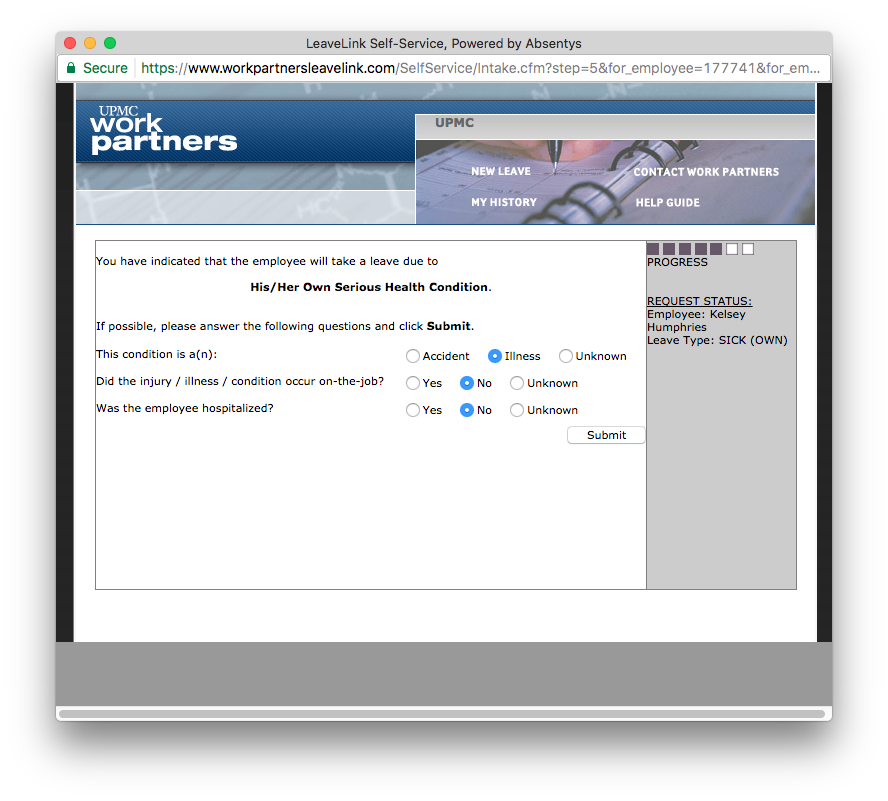 LeaveLink Self-Service, Powered by Absentys
Secure https://www.workpartnersleavelink.com/SelfService/Intake.cfm?step=5&for_employee=177741&for_em...
UPMC
work
partners
UPMC
NEW LEAVE
CONTACT WORK PARTNERS
MY HISTORY
HELP GUIDE
You have indicated that the employee will take a leave due to
His/Her Own Serious Health Condition.
If possible, please answer the following questions and click Submit.
This condition is a(n): Accident Illness Unknown
Did the injury / illness / condition occur on-the-job? Yes No Unknown
Was the employee hospitalized? Yes No Unknown
Submit
PROGRESS
REQUEST STATUS:
Employee: Kelsey
Humphries
Leave Type: SICK (OWN)